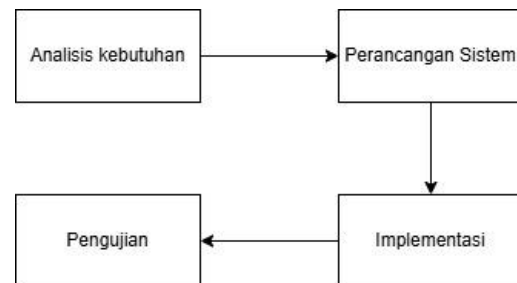 Analisis kebutuhan
Perancangan Sistem
Implementasi
Pengujian